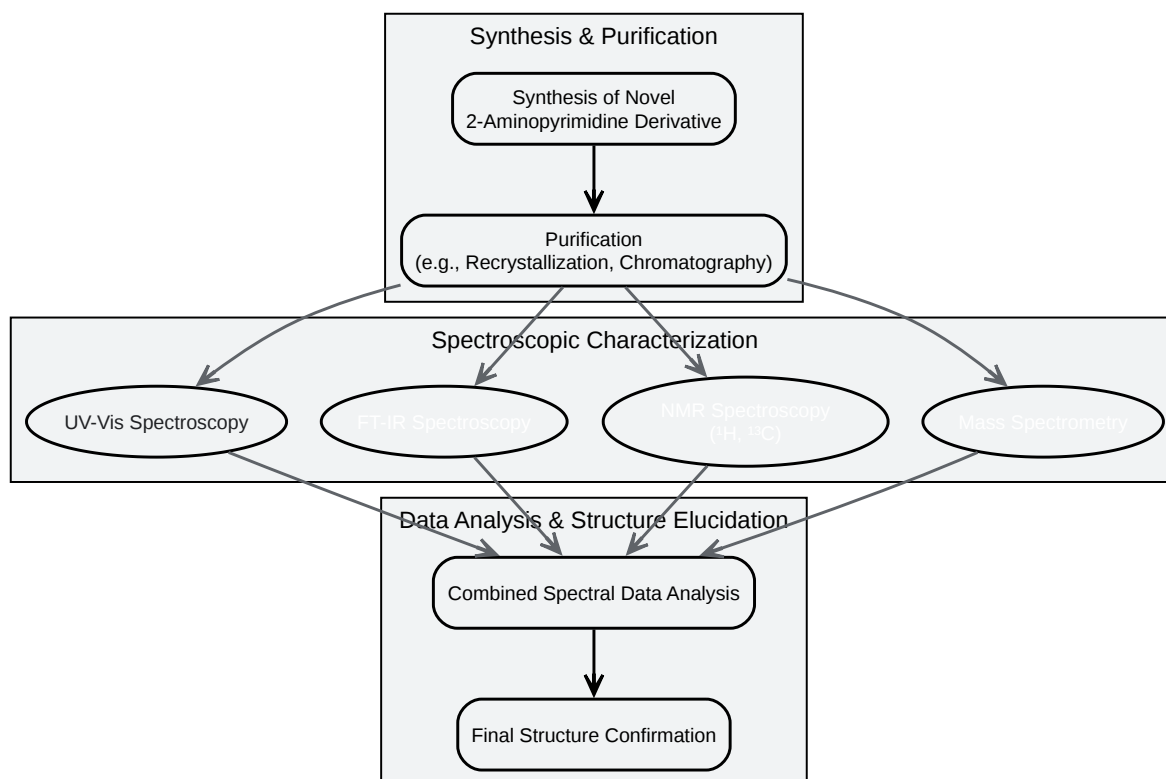 Synthesis & Purification
Synthesis of Novel
2-Aminopyrimidine Derivative
Purification
(e.g., Recrystallization, Chromatography)
Spectroscopic Characterization
UV-Vis Spectroscopy
FT-IR Spectroscopy
NMR Spectroscopy
(¹H, ¹³C)
Mass Spectrometry
Data Analysis & Structure Elucidation
Combined Spectral Data Analysis
Final Structure Confirmation